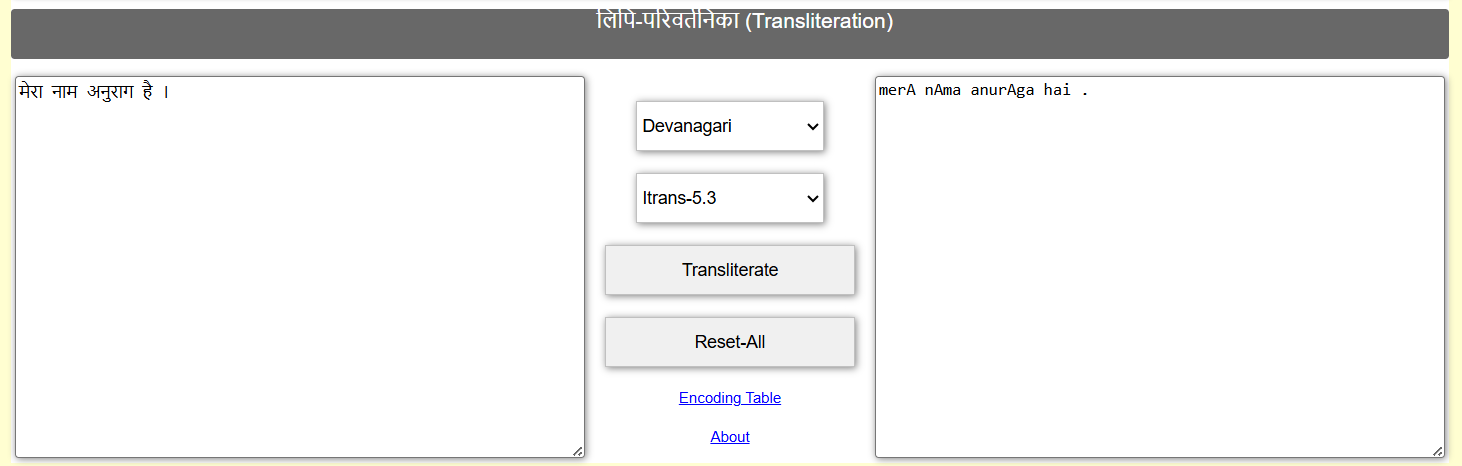 लिपि-परिवर्तनिका (Transliteration)
मेरा नाम अनुराग है ।
Devanagari
Itrans-5.3
Transliterate
Reset-All
Encoding Table
About
merA nAma anurAga hai .